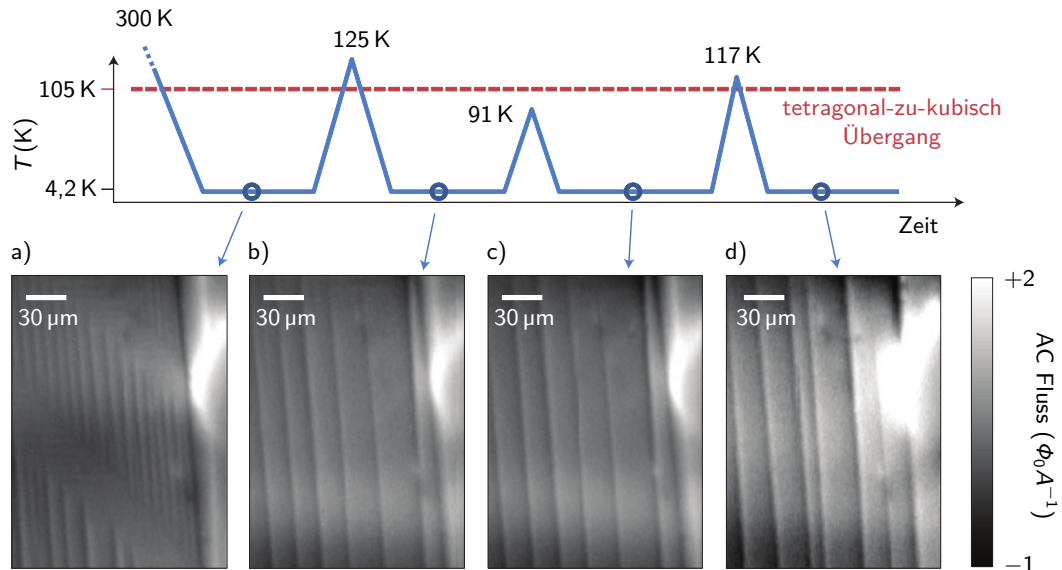 300 K
125 K
117 K
105 K
91 K
tetragonal-zu-kubisch
Übergang
T (K)
4,2 K
Zeit
a)
b)
c)
d)
30 µm
30 µm
30 µm
30 µm
+2
AC Fluss (Φ₀A⁻¹)
−1